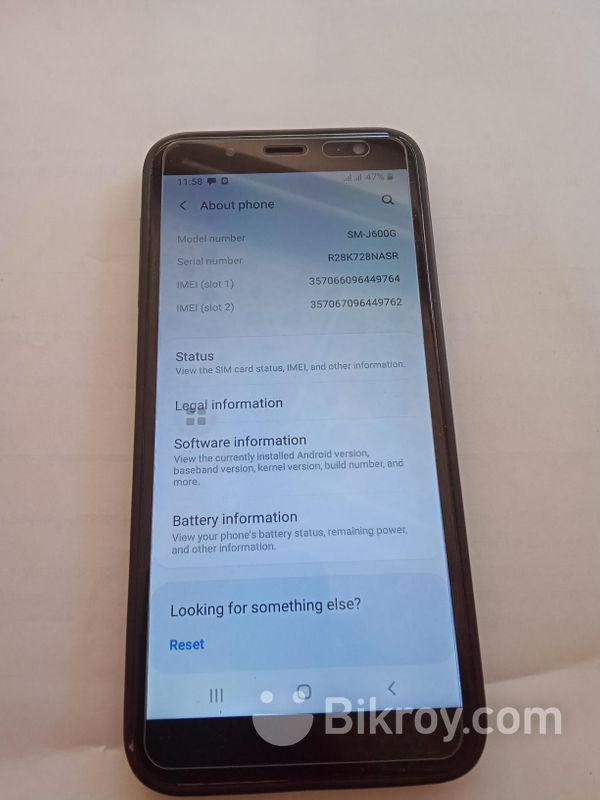 11:58 47%
About phone
Model number SM-J600G
Serial number R28K728NASR
IMEI (slot 1) 357066096449764
IMEI (slot 2) 357067096449762
Status
View the SIM card status, IMEI, and other information.
Legal information
Software information
View the currently installed Android version,
baseband version, kernel version, build number, and
more.
Battery information
View your phone's battery status, remaining power,
and other information.
Looking for something else?
Reset
Bikroy.com